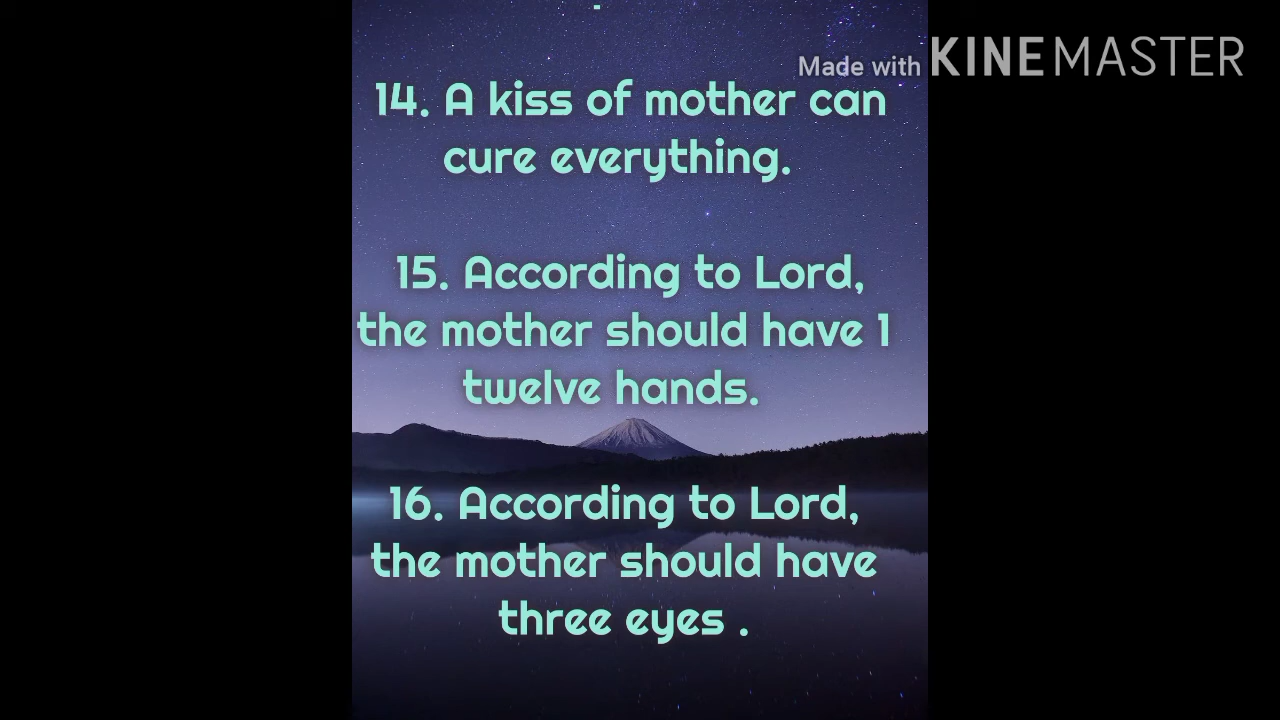 Made with KINEMASTER
14. A kiss of mother can
cure everything.
15. According to Lord,
the mother should have 1
twelve hands.
16. According to Lord,
the mother should have
three eyes .